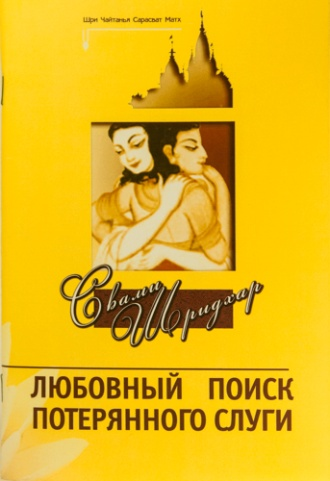 Шри Чайтанья Сарасват Матх
Свами
Шридхар
ЛЮБОВНЫЙ ПОИСК
ПОТЕРЯННОГО СЛУГИ